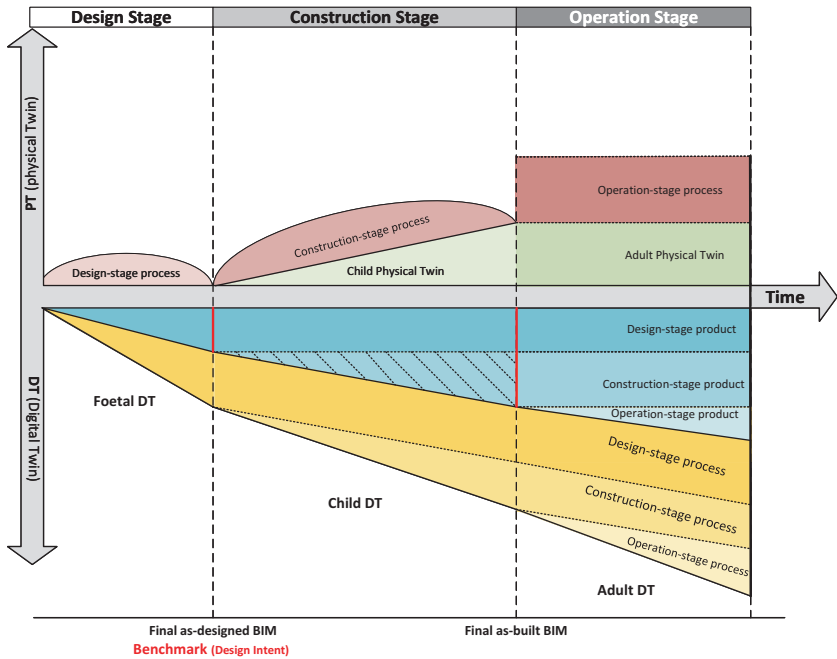 Design Stage
Construction Stage
Operation Stage
PT (physical Twin)
Operation-stage process
Construction-stage process
Adult Physical Twin
Design-stage process
Child Physical Twin
Time
Design-stage product
Construction-stage product
Operation-stage product
Foetal DT
DT (Digital Twin)
Design-stage process
Construction-stage process
Child DT
Operation-stage process
Adult DT
Final as-designed BIM
Final as-built BIM
Benchmark (Design Intent)